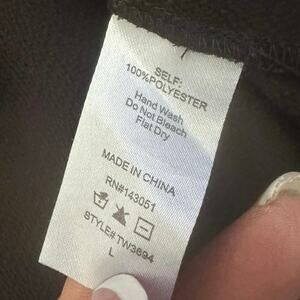 SELF:
100%POLYESTER
Hand Wash
Do Not Bleach
Flat Dry
MADE IN CHINA
RN#143051
STYLE# TW3694
L